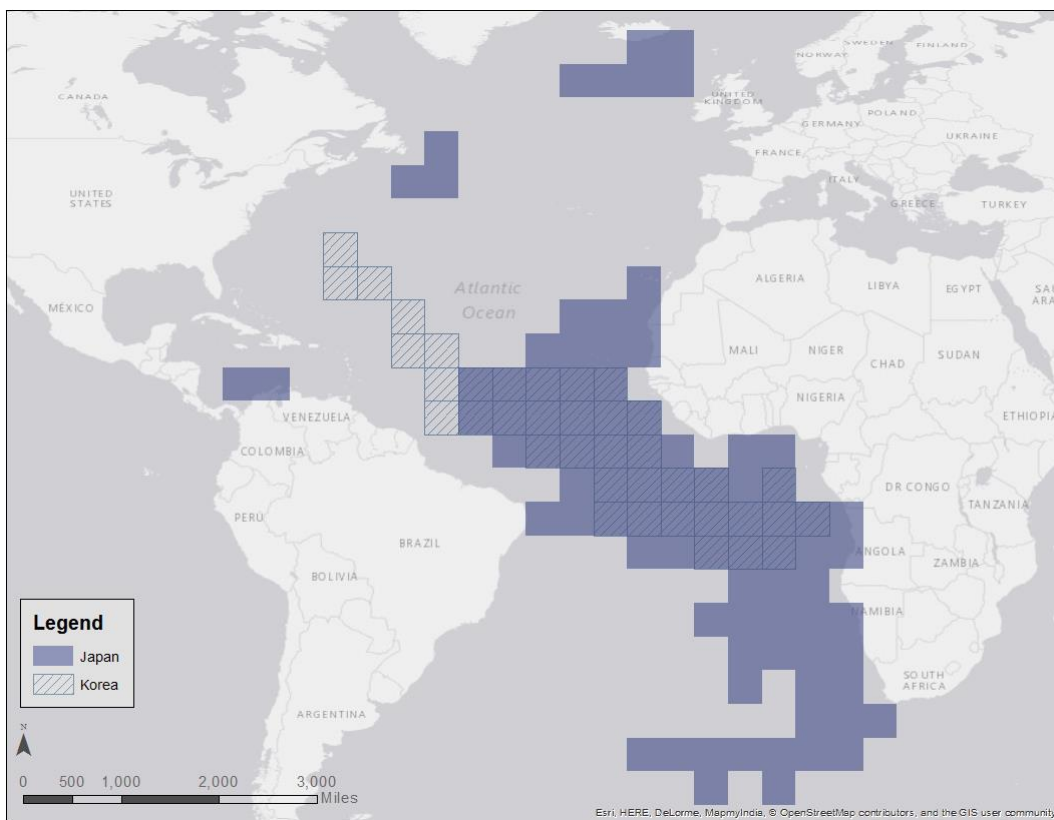 SWEDEN
FINLAND
NORWAY
CANADA
UNITED
KINGDOM
POLAND
GERMANY
UKRAINE
FRANCE
ITALY
UNITED
STATES
GREECE
TURKEY
Atlantic
Ocean
ALGERIA
LIBYA
EGYPT
SAU
ARA
MÉXICO
MALI
NIGER
SUDAN
CHAD
NIGERIA
VENEZUELA
ETHIOPIA
COLOMBIA
DR CONGO
TANZANIA
PERÚ
BRAZIL
ANGOLA
ZAMBIA
BOLIVIA
NAMIBIA
Legend
Japan
Korea
SOUTH
AFRICA
ARGENTINA
N
0 500 1,000 2,000 3,000
Miles
Esri, HERE, DeLorme, MapmyIndia, © OpenStreetMap contributors, and the GIS user community